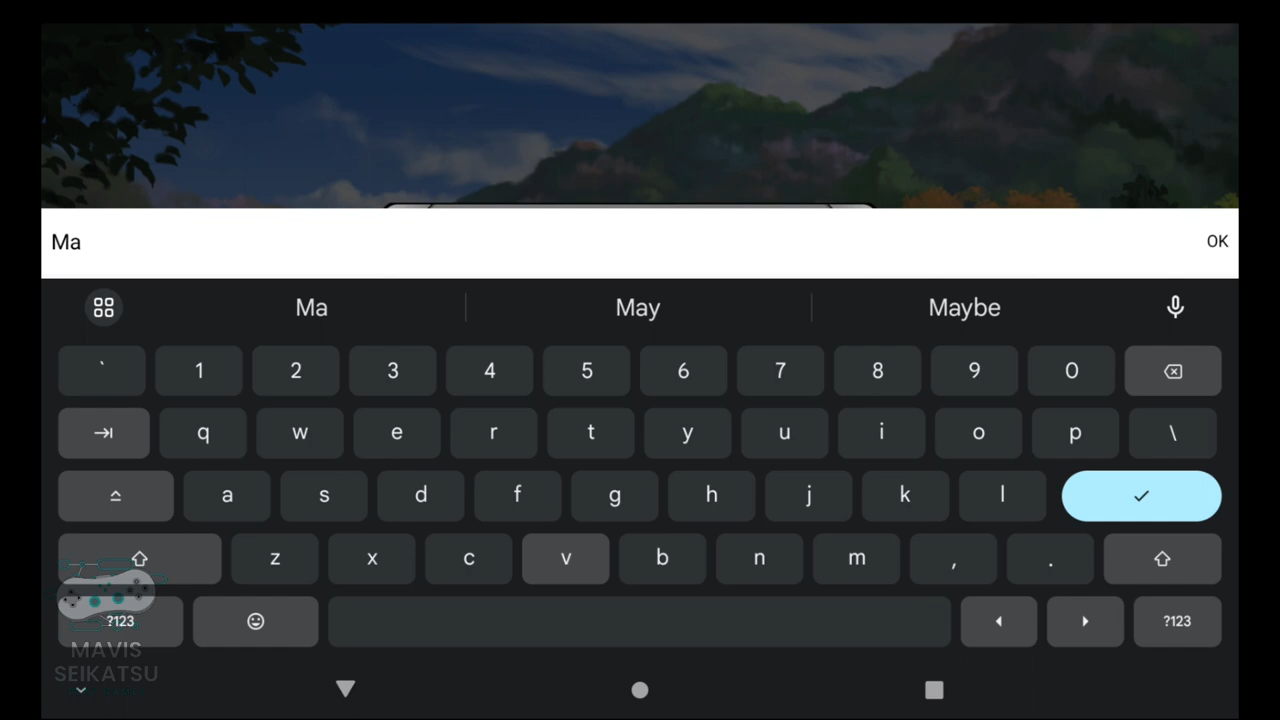 Ma
OK
Ma May Maybe
` 1 2 3 4 5 6 7 8 9 0
q w e r t y u i o p \
a s d f g h j k l
z x c v b n m , .
?123 ?123
MAVIS
SEIKATSU